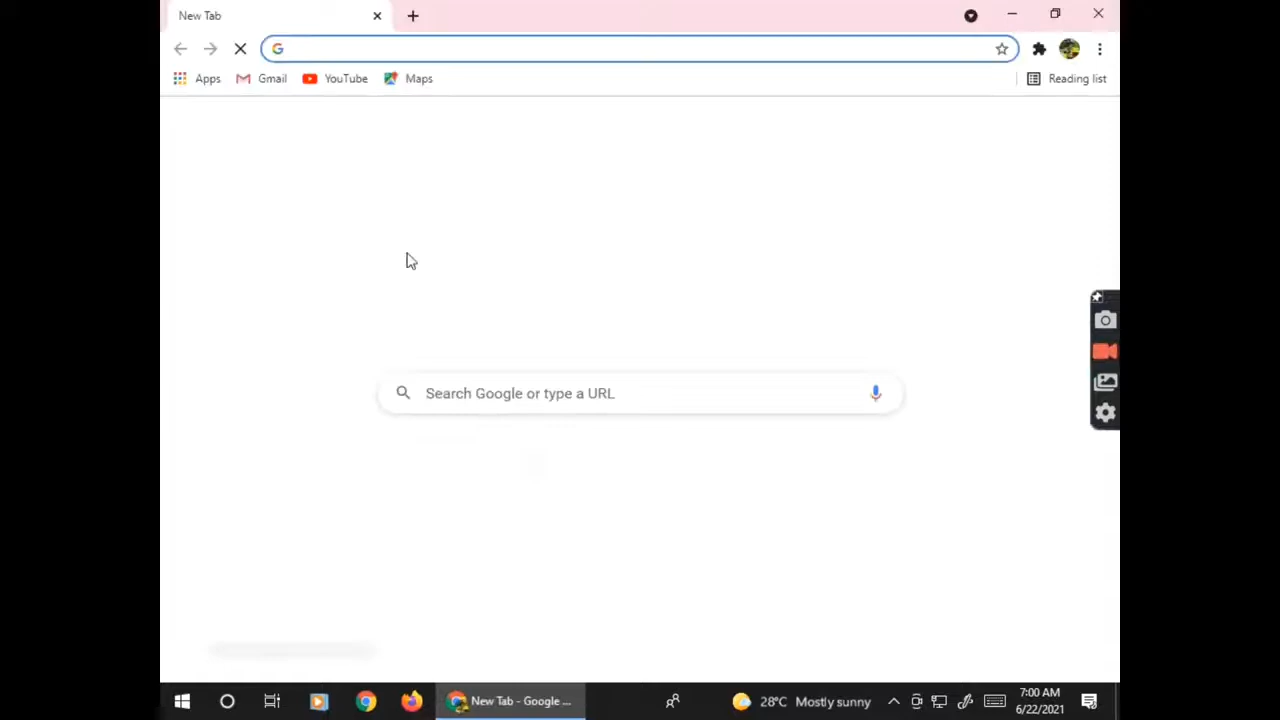 New Tab
Apps Gmail YouTube Maps Reading list
Search Google or type a URL
New Tab - Google ... 28°C Mostly sunny 7:00 AM
6/22/2021